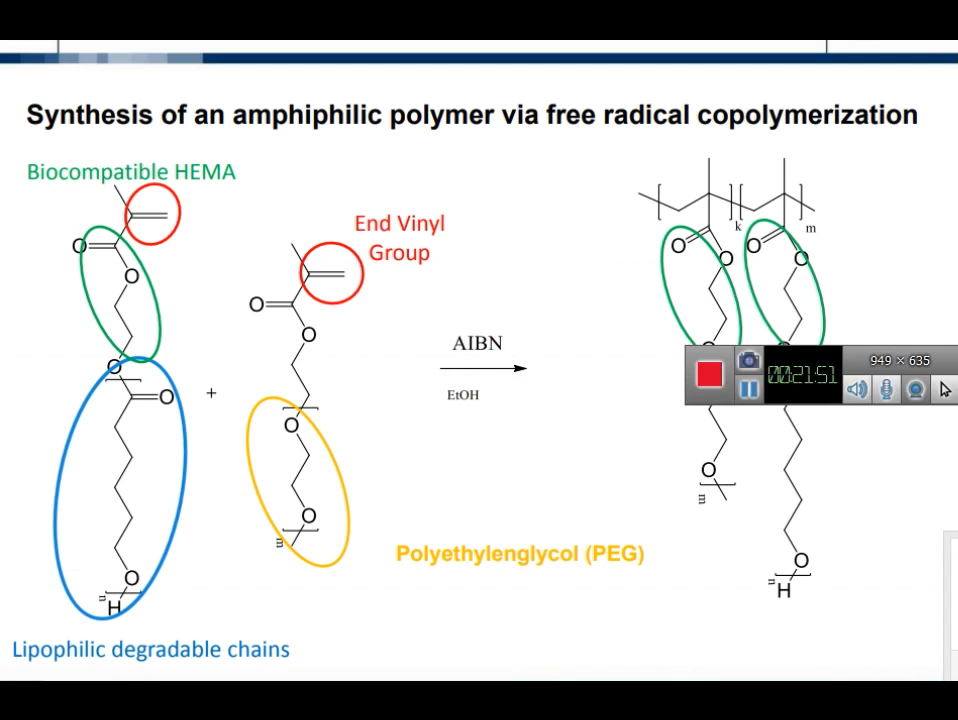 Synthesis of an amphiphilic polymer via free radical copolymerization
Biocompatible HEMA
End Vinyl
Group
O
O
O
O
O
H
n
+
O
O
O
O
m
AIBN
EtOH
k
m
O
O
O
O
O
m
O
n
H
00:21:51
949 × 635
Polyethylenglycol (PEG)
Lipophilic degradable chains